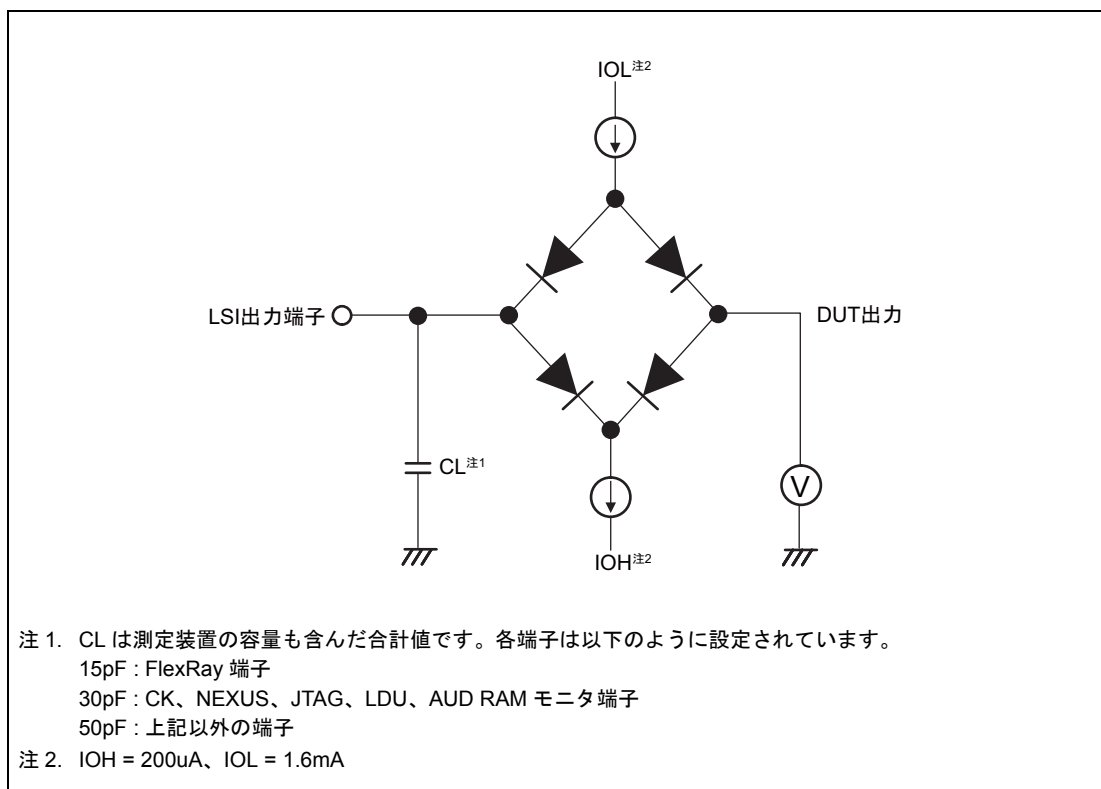 IOL注2
LSI出力端子
DUT出力
CL注1
V
IOH注2
注 1. CL は測定装置の容量も含んだ合計値です。各端子は以下のように設定されています。
15pF : FlexRay 端子
30pF : CK、NEXUS、JTAG、LDU、AUD RAM モニタ端子
50pF : 上記以外の端子
注 2. IOH = 200uA、IOL = 1.6mA